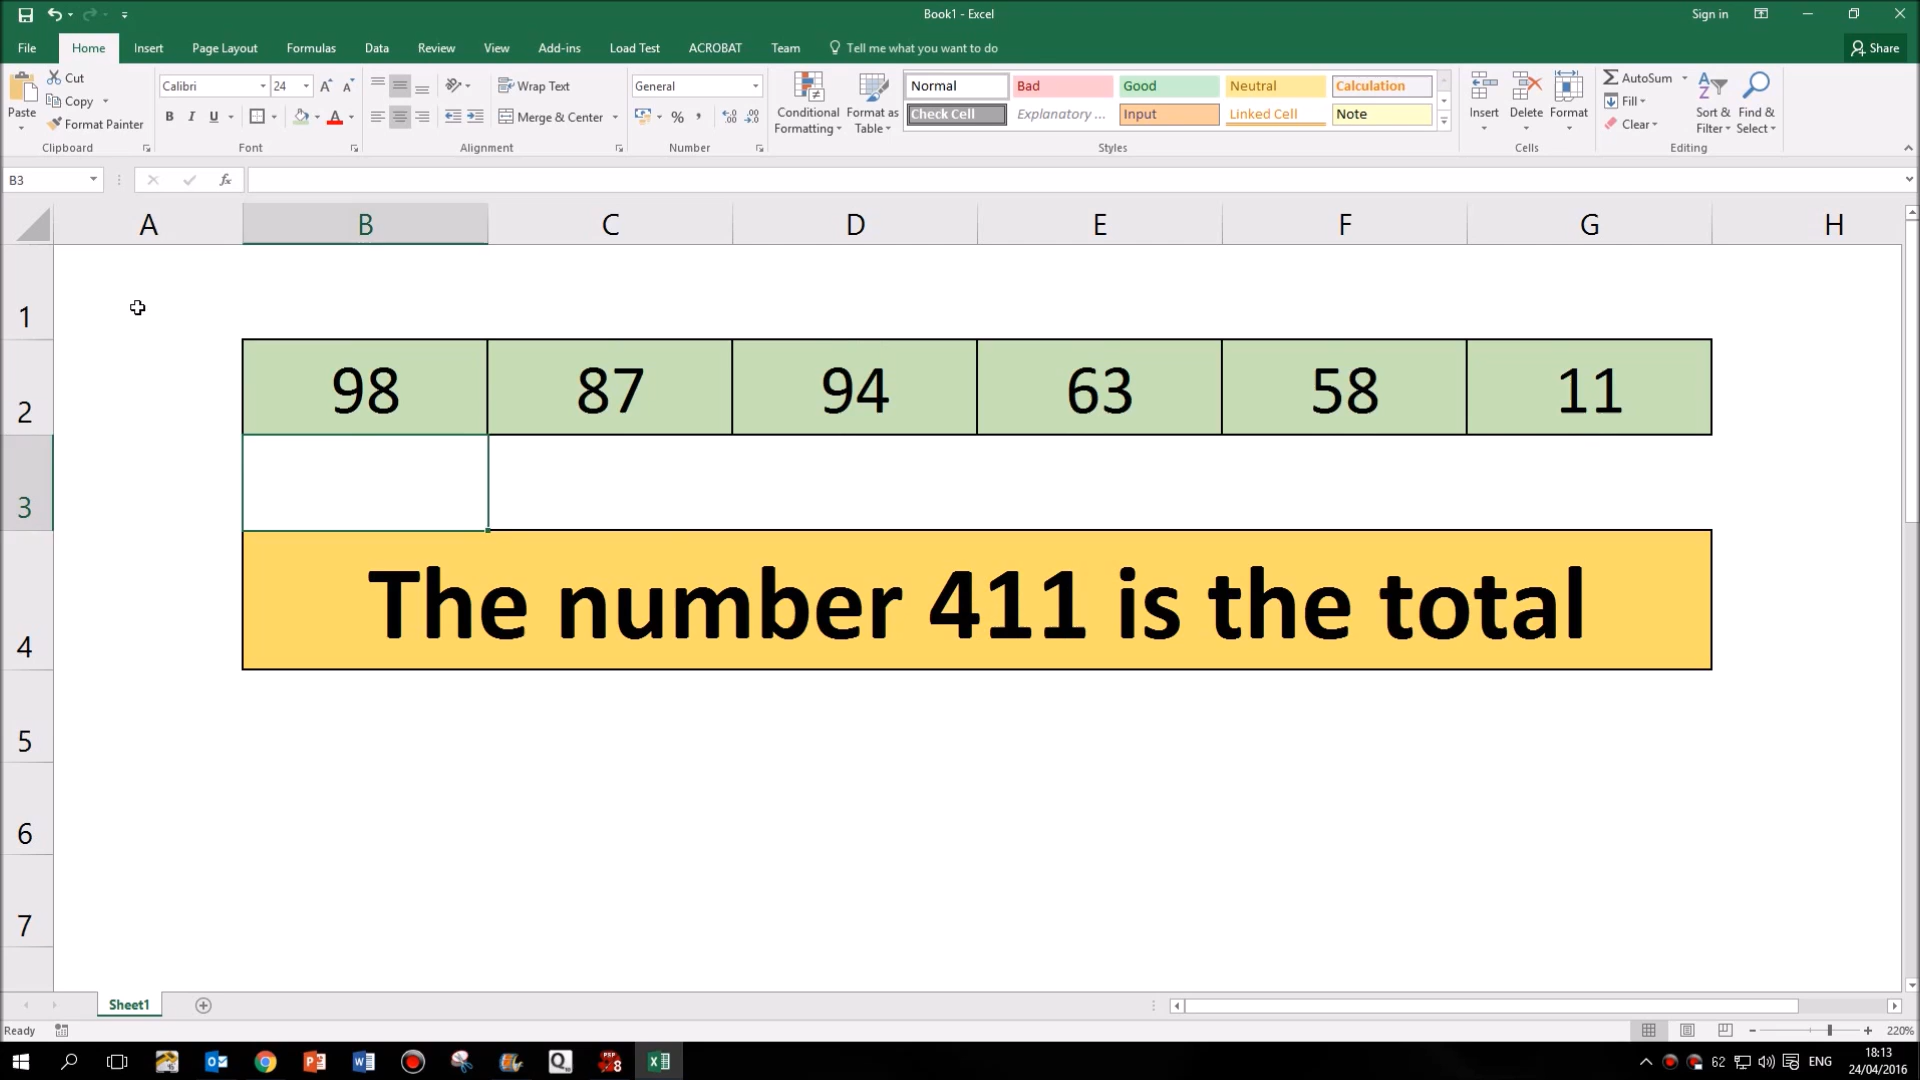 Book1 - Excel
Sign in
File Home Insert Page Layout Formulas Data Review View Add-ins Load Test ACROBAT Team Tell me what you want to do Share
Paste
Cut
Copy
Format Painter
Clipboard
Calibri 24
B I U
Font
Wrap Text
Merge & Center
Alignment
General
%
Number
Conditional Formatting
Format as Table
Normal Bad Good Neutral Calculation
Check Cell Explanatory ... Input Linked Cell Note
Styles
Insert Delete Format
Cells
AutoSum
Fill
Clear
Sort & Filter
Find & Select
Editing
B3 fx
A B C D E F G H
1
2 98 87 94 63 58 11
3
4 The number 411 is the total
5
6
7
Sheet1
Ready 220%
62 ENG 18:13
24/04/2016